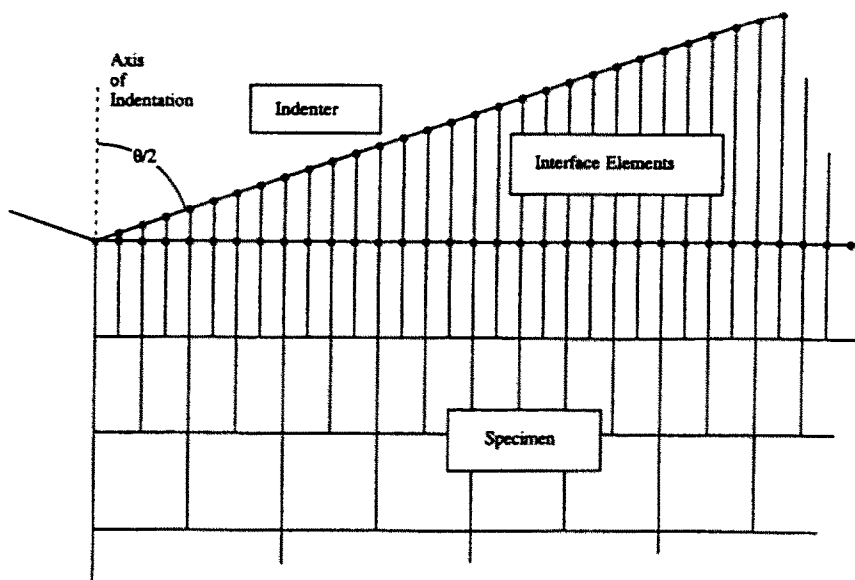 Axis
of
Indentation
Indenter
θ/2
Interface Elements
Specimen